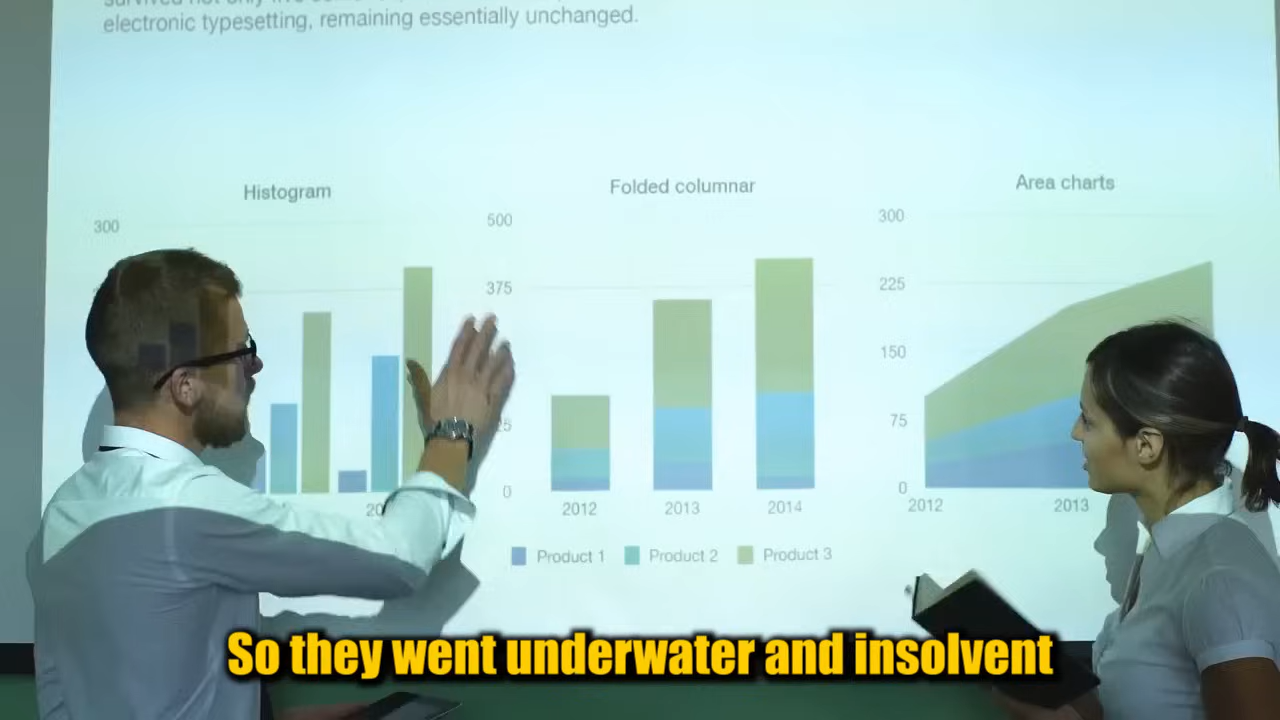 electronic typesetting, remaining essentially unchanged.
Histogram
300
Folded columnar
500
375
0
2012
2013
2014
Product 1
Product 2
Product 3
Area charts
300
225
150
75
0
2012
2013
So they went underwater and insolvent